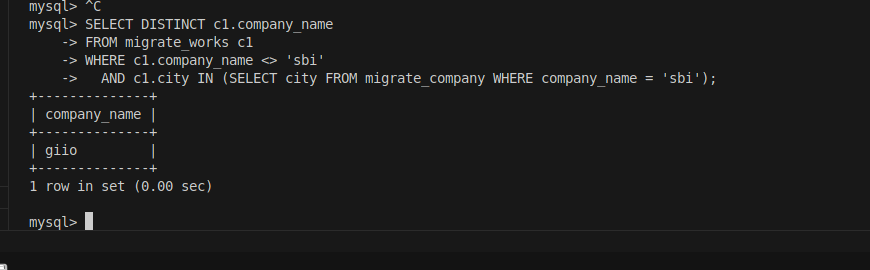 mysql> ^C
mysql> SELECT DISTINCT c1.company_name
    -> FROM migrate_works c1
    -> WHERE c1.company_name <> 'sbi'
    ->   AND c1.city IN (SELECT city FROM migrate_company WHERE company_name = 'sbi');
+--------------+
| company_name |
+--------------+
| giio         |
+--------------+
1 row in set (0.00 sec)

mysql>